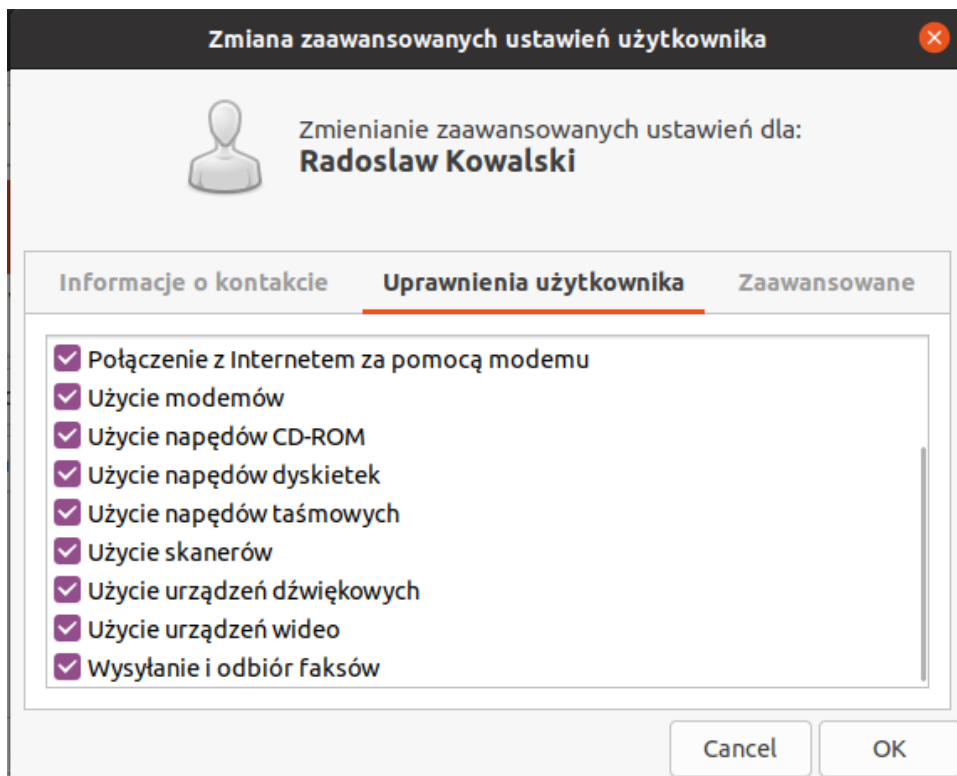 Zmiana zaawansowanych ustawień użytkownika
Zmienianie zaawansowanych ustawień dla:
Radoslaw Kowalski
Informacje o kontakcie Uprawnienia użytkownika Zaawansowane
Połączenie z Internetem za pomocą modemu
Użycie modemów
Użycie napędów CD-ROM
Użycie napędów dyskietek
Użycie napędów taśmowych
Użycie skanerów
Użycie urządzeń dźwiękowych
Użycie urządzeń wideo
Wysyłanie i odbiór faksów
Cancel OK